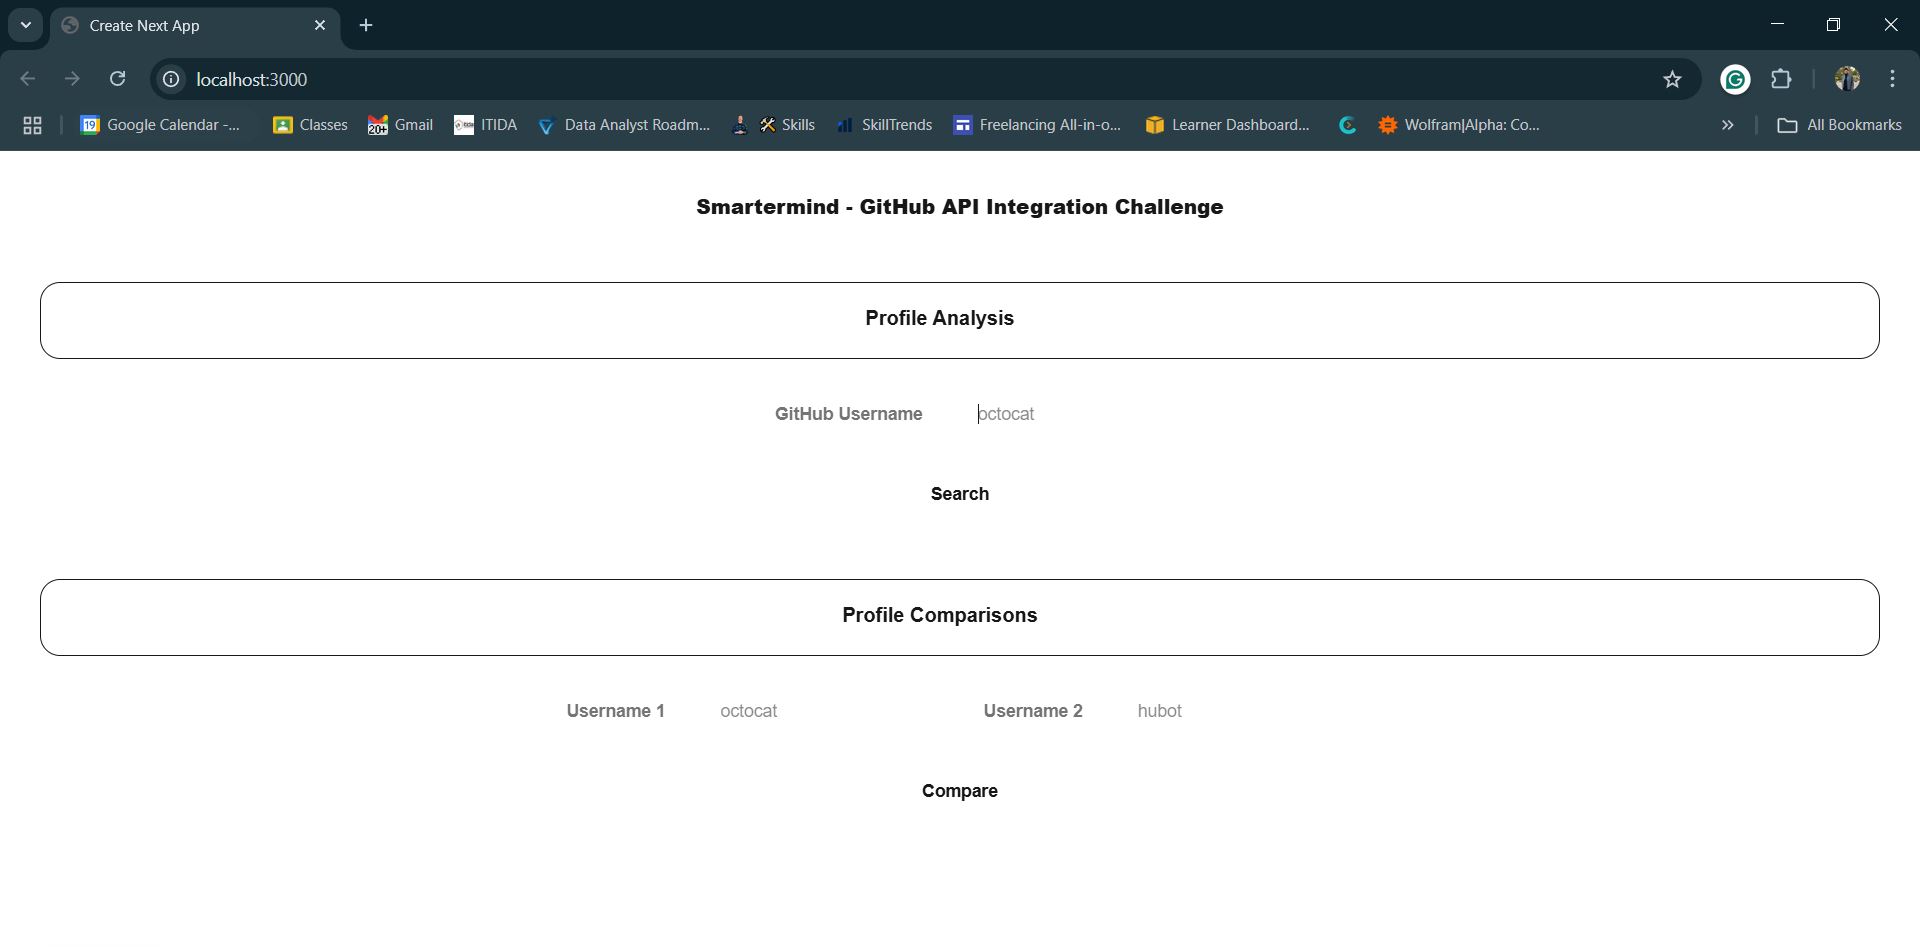 Create Next App
localhost:3000
19 Google Calendar -... Classes 20+ Gmail ITIDA Data Analyst Roadm... Skills SkillTrends Freelancing All-in-o... Learner Dashboard... Wolfram|Alpha: Co... All Bookmarks
Smartermind - GitHub API Integration Challenge
Profile Analysis
GitHub Username octocat
Search
Profile Comparisons
Username 1 octocat Username 2 hubot
Compare